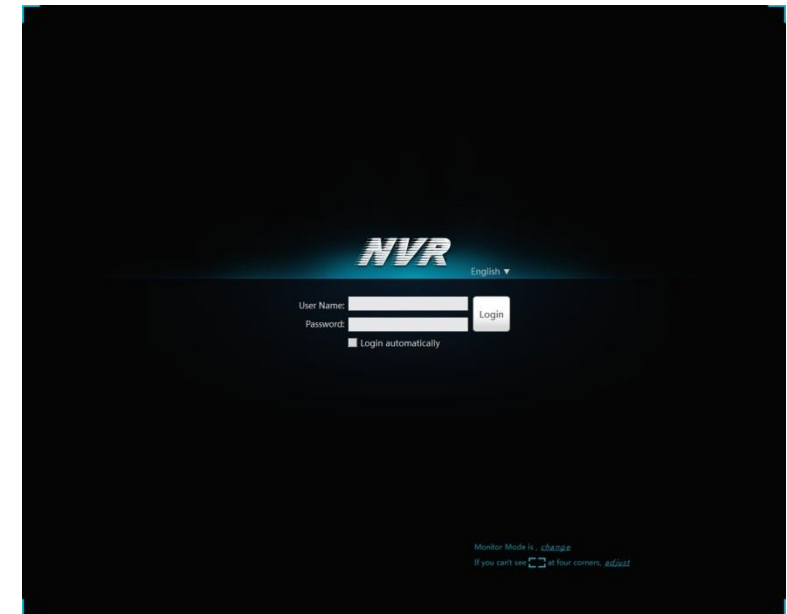 NVR
English ▼
User Name:
Login
Password:
Login automatically
Monitor Mode is , change
If you can't see at four corners, adjust